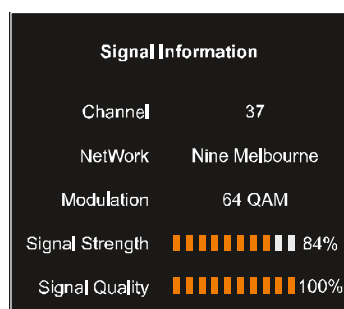 Signal Information
Channel 37
NetWork Nine Melbourne
Modulation 64 QAM
Signal Strength 84%
Signal Quality 100%